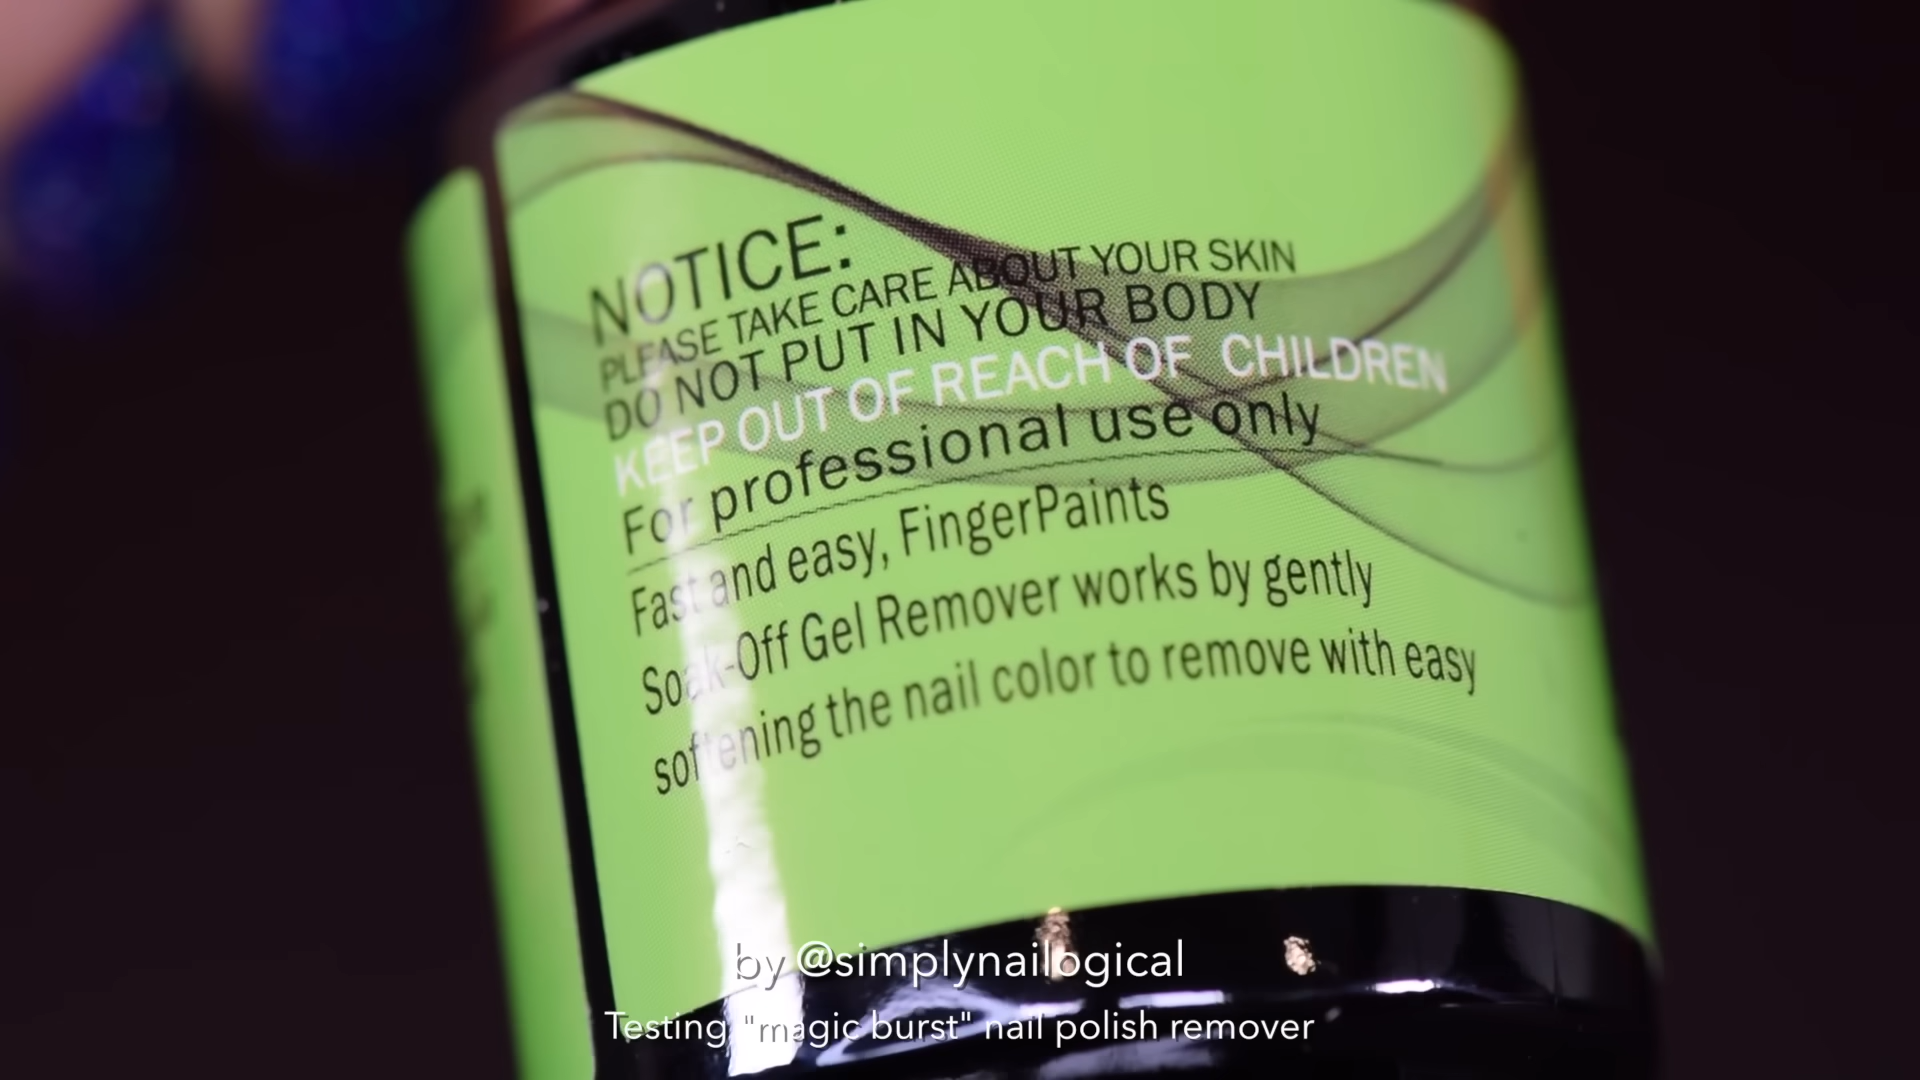 NOTICE:
PLEASE TAKE CARE ABOUT YOUR SKIN
DO NOT PUT IN YOUR BODY
KEEP OUT OF REACH OF CHILDREN
For professional use only
Fast and easy, FingerPaints
Soak-Off Gel Remover works by gently
softening the nail color to remove with easy
by @simplynailogical
Testing "magic burst" nail polish remover